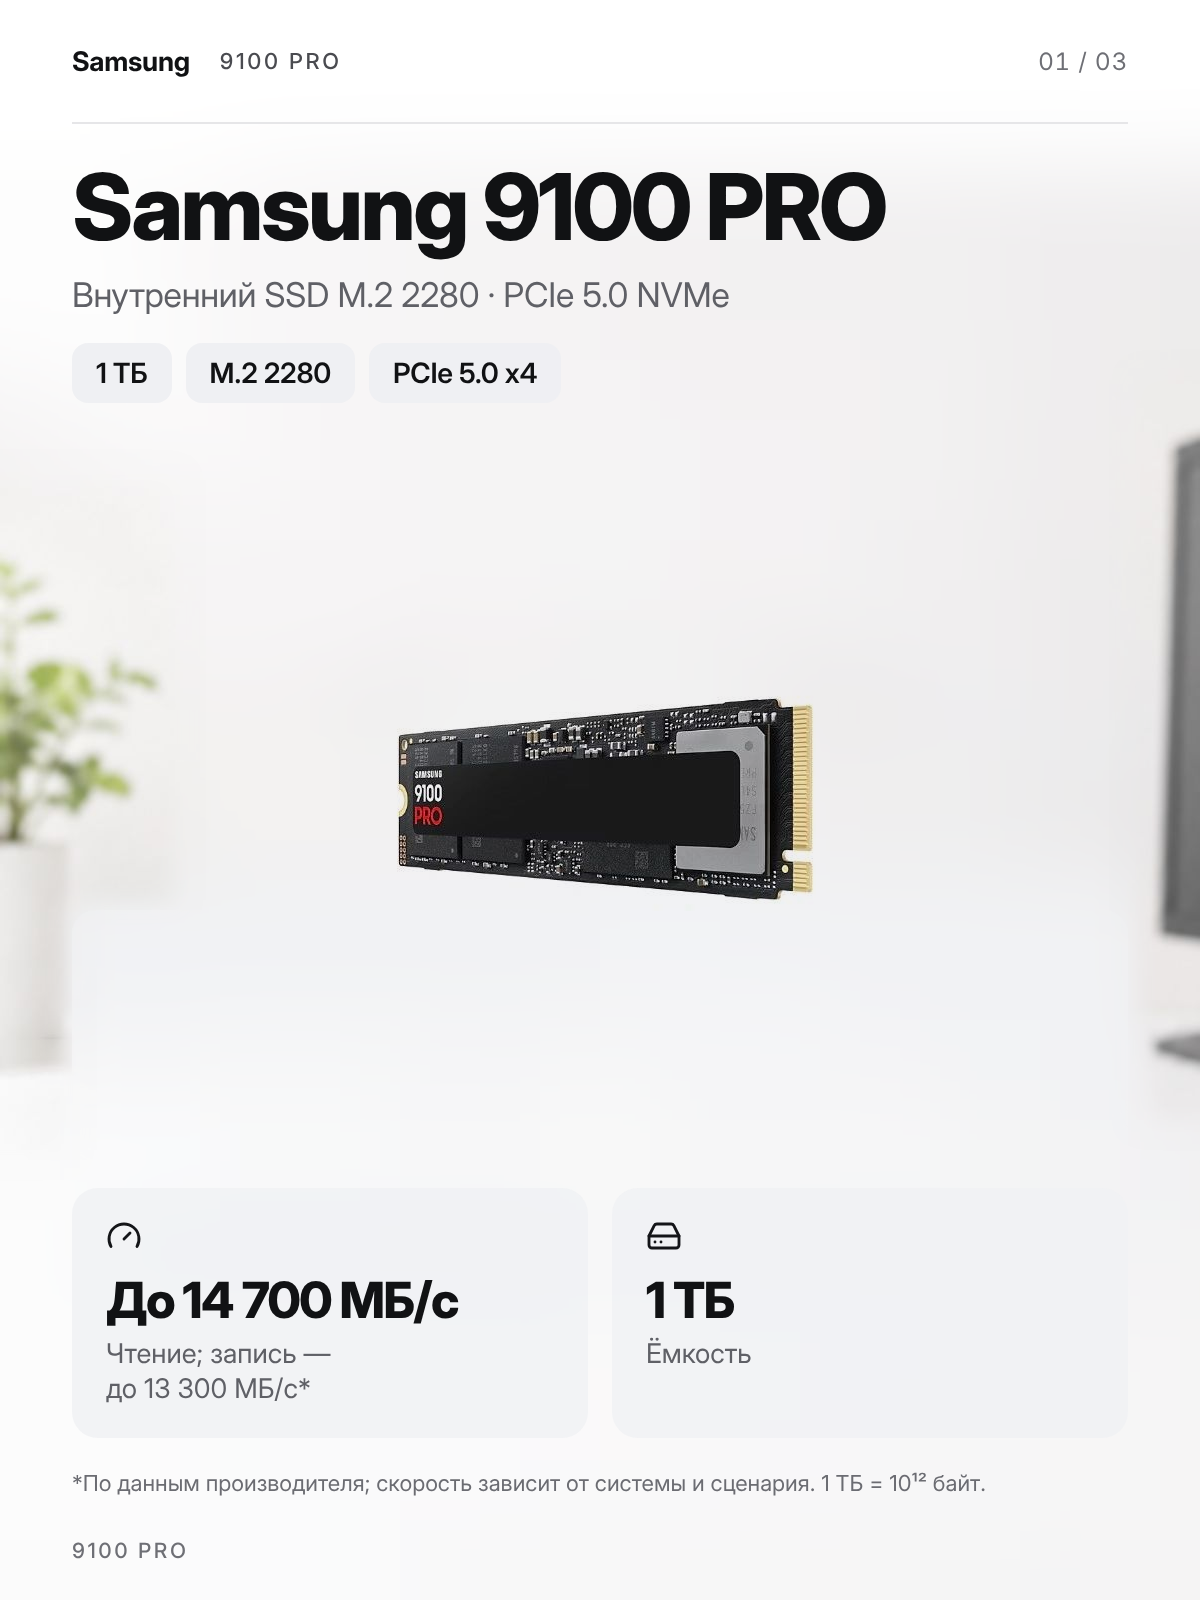 Samsung 9100 PRO 01 / 03
Samsung 9100 PRO
Внутренний SSD M.2 2280 · PCIe 5.0 NVMe
1 ТБ M.2 2280 PCIe 5.0 x4
SAMSUNG
9100
PRO
До 14 700 МБ/с
Чтение; запись —
до 13 300 МБ/с*
1 ТБ
Ёмкость
*По данным производителя; скорость зависит от системы и сценария. 1 ТБ = 10¹² байт.
9100 PRO